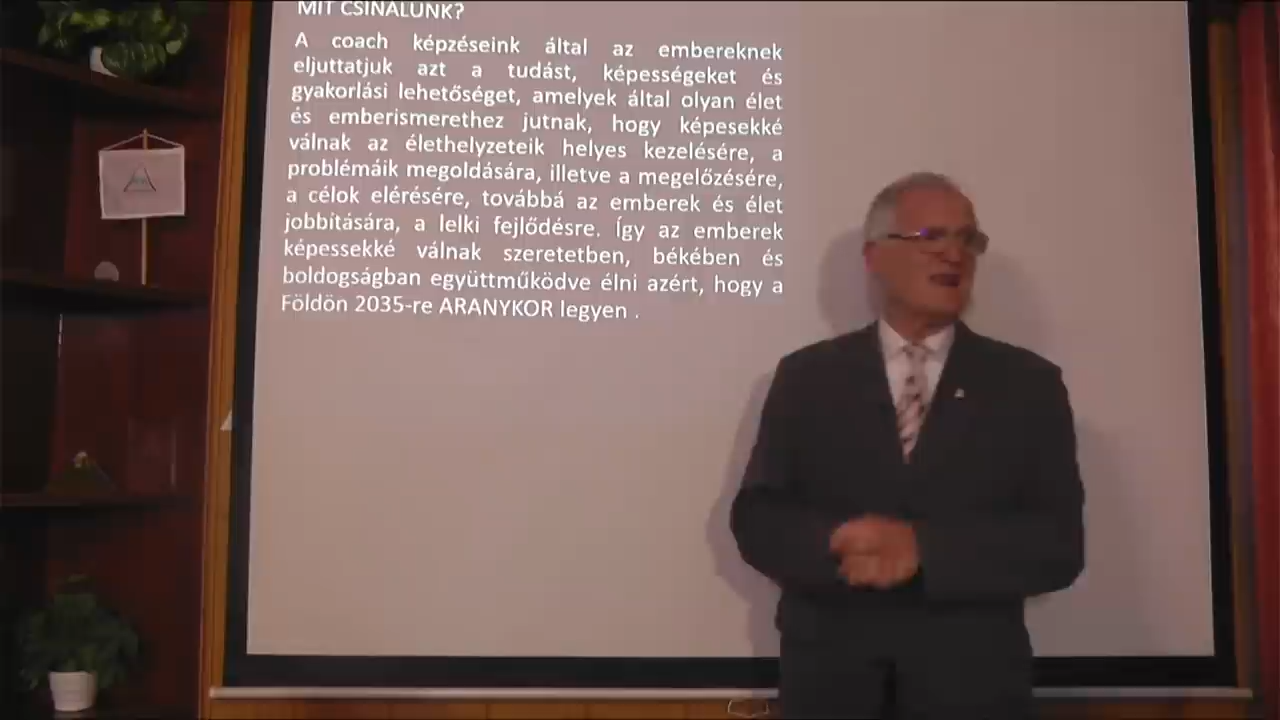 MIT CSINÁLUNK?
A coach képzéseink által az embereknek
eljuttatjuk azt a tudást, képességeket és
gyakorlási lehetőséget, amelyek által olyan élet
és emberismerethez jutnak, hogy képesekké
válnak az élethelyzeteik helyes kezelésére, a
problémáik megoldására, illetve a megelőzésére,
a célok elérésére, továbbá az emberek és élet
jobbítására, a lelki fejlődésre. Így az emberek
képessekké válnak szeretetben, békében és
boldogságban együttműködve élni azért, hogy a
Földön 2035-re ARANYKOR legyen .